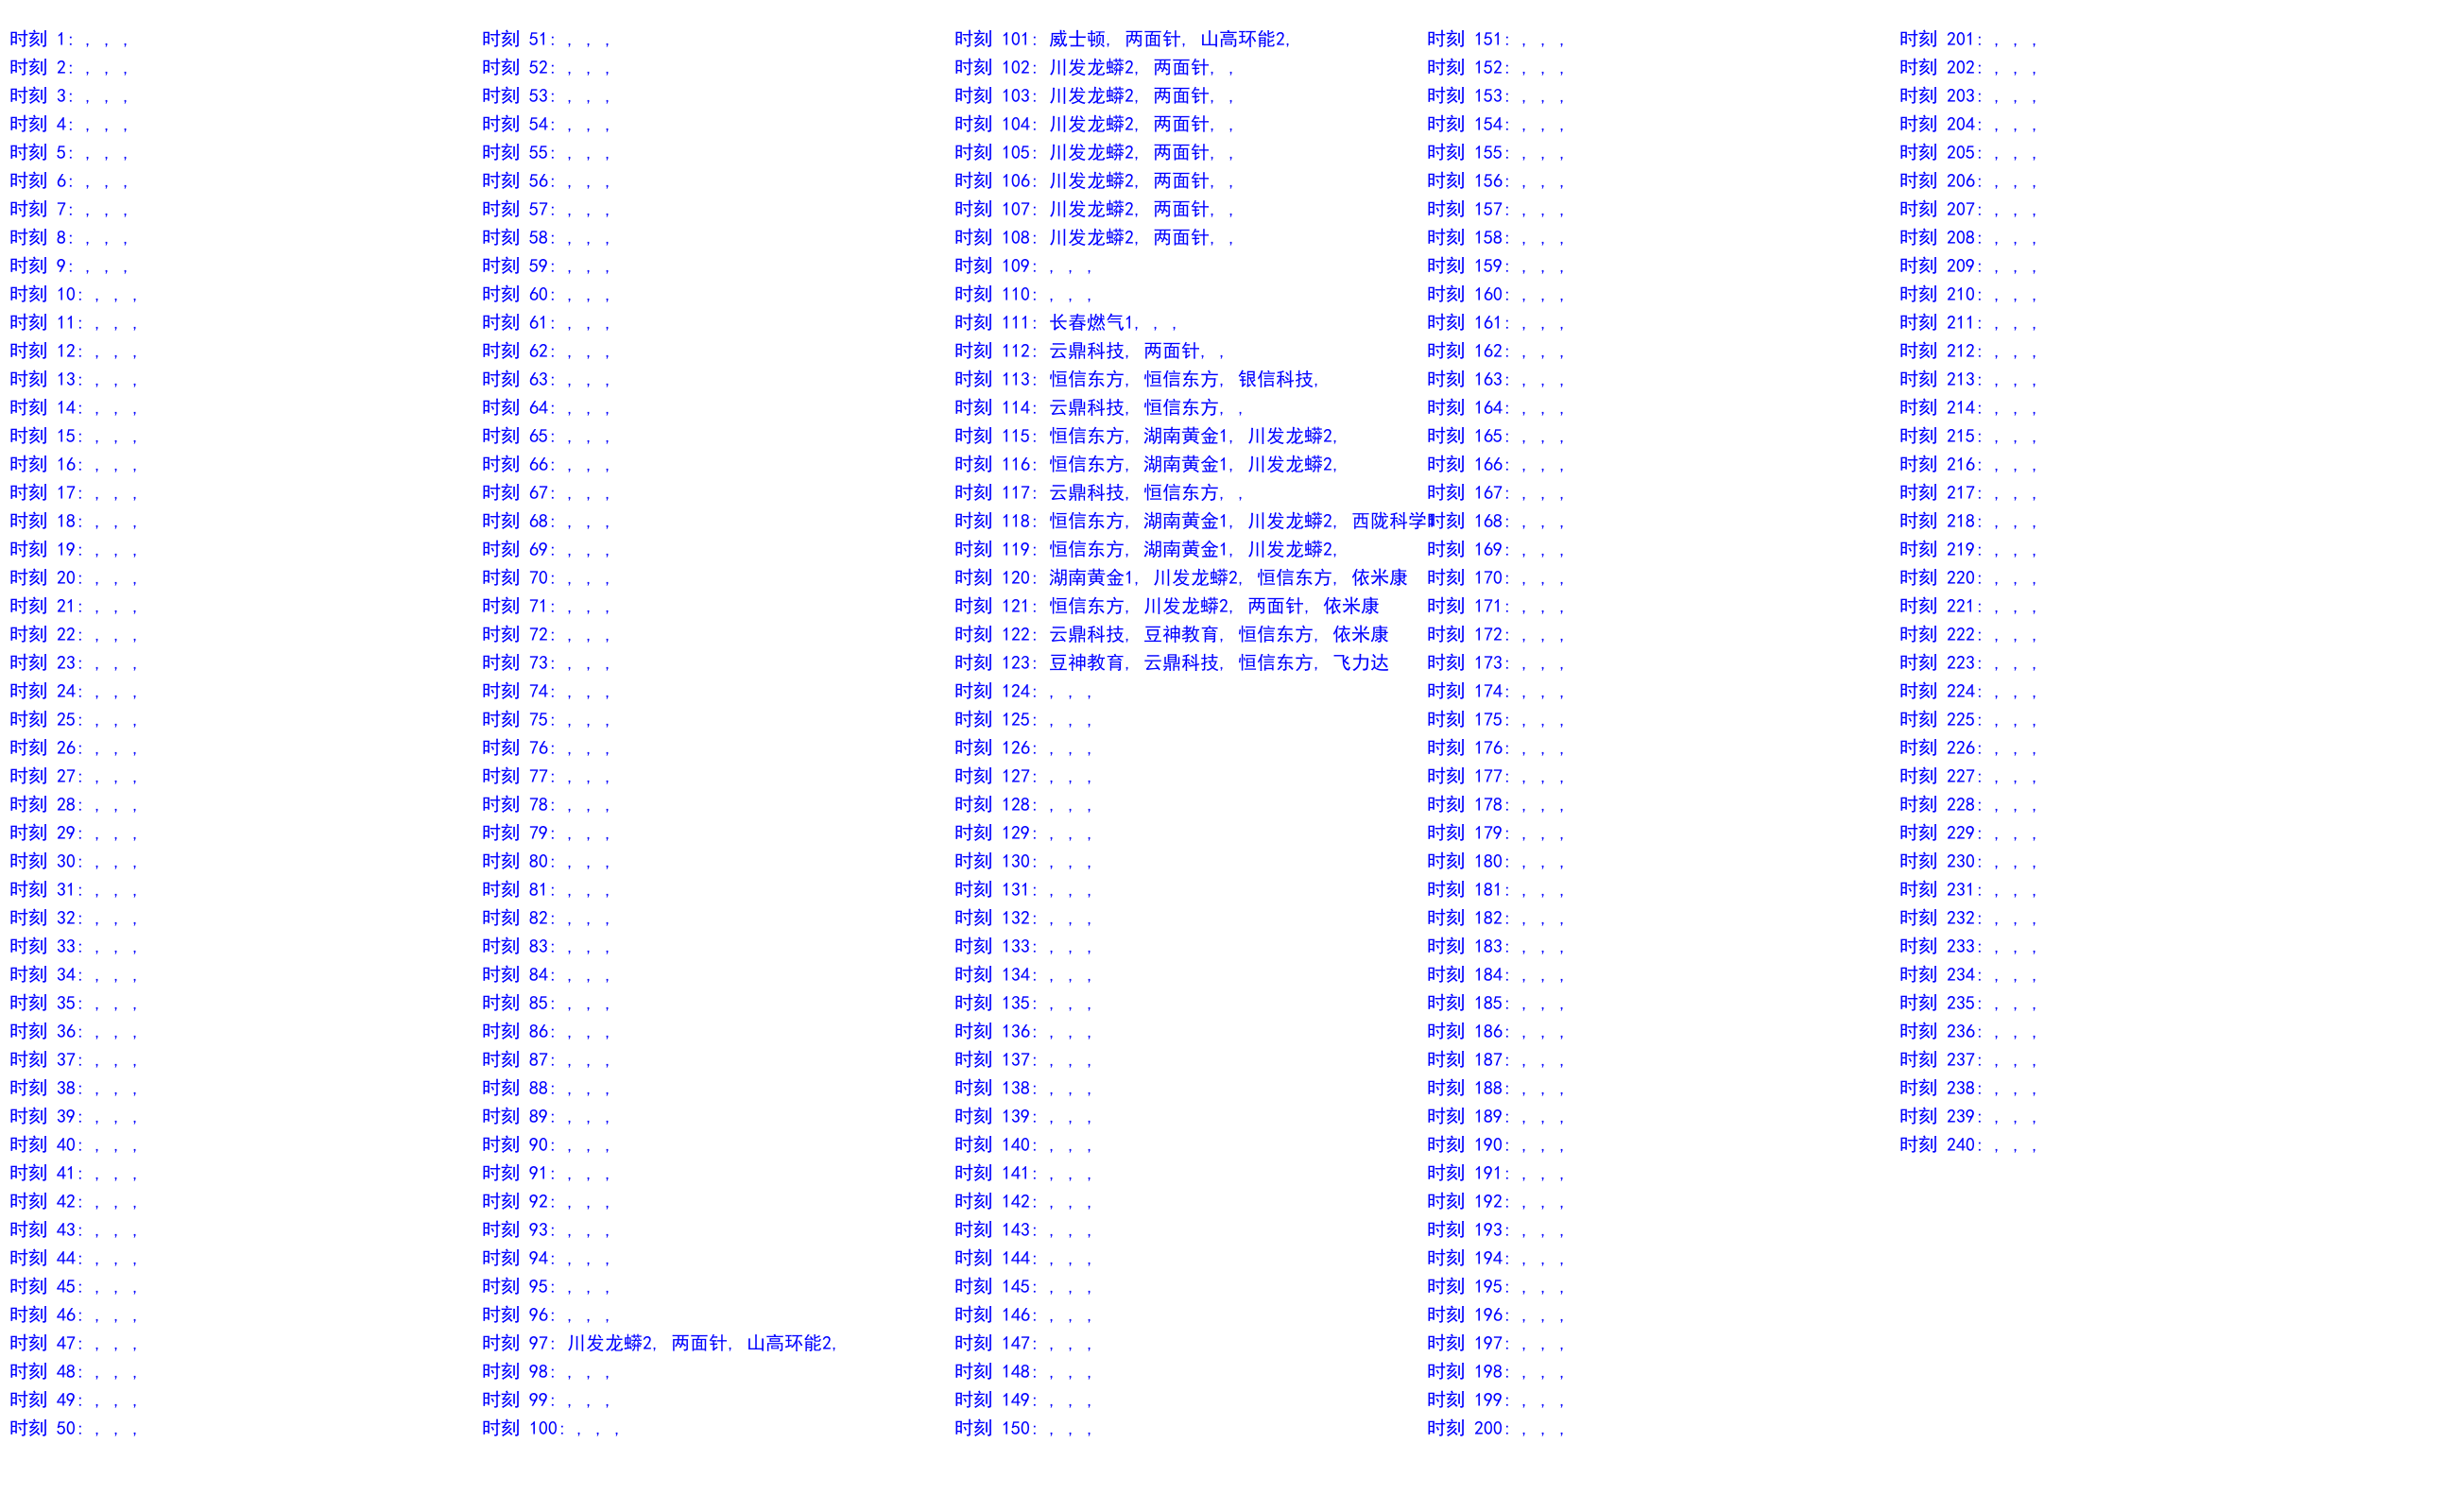 时刻 1: , , ,
时刻 2: , , ,
时刻 3: , , ,
时刻 4: , , ,
时刻 5: , , ,
时刻 6: , , ,
时刻 7: , , ,
时刻 8: , , ,
时刻 9: , , ,
时刻 10: , , ,
时刻 11: , , ,
时刻 12: , , ,
时刻 13: , , ,
时刻 14: , , ,
时刻 15: , , ,
时刻 16: , , ,
时刻 17: , , ,
时刻 18: , , ,
时刻 19: , , ,
时刻 20: , , ,
时刻 21: , , ,
时刻 22: , , ,
时刻 23: , , ,
时刻 24: , , ,
时刻 25: , , ,
时刻 26: , , ,
时刻 27: , , ,
时刻 28: , , ,
时刻 29: , , ,
时刻 30: , , ,
时刻 31: , , ,
时刻 32: , , ,
时刻 33: , , ,
时刻 34: , , ,
时刻 35: , , ,
时刻 36: , , ,
时刻 37: , , ,
时刻 38: , , ,
时刻 39: , , ,
时刻 40: , , ,
时刻 41: , , ,
时刻 42: , , ,
时刻 43: , , ,
时刻 44: , , ,
时刻 45: , , ,
时刻 46: , , ,
时刻 47: , , ,
时刻 48: , , ,
时刻 49: , , ,
时刻 50: , , ,
时刻 51: , , ,
时刻 52: , , ,
时刻 53: , , ,
时刻 54: , , ,
时刻 55: , , ,
时刻 56: , , ,
时刻 57: , , ,
时刻 58: , , ,
时刻 59: , , ,
时刻 60: , , ,
时刻 61: , , ,
时刻 62: , , ,
时刻 63: , , ,
时刻 64: , , ,
时刻 65: , , ,
时刻 66: , , ,
时刻 67: , , ,
时刻 68: , , ,
时刻 69: , , ,
时刻 70: , , ,
时刻 71: , , ,
时刻 72: , , ,
时刻 73: , , ,
时刻 74: , , ,
时刻 75: , , ,
时刻 76: , , ,
时刻 77: , , ,
时刻 78: , , ,
时刻 79: , , ,
时刻 80: , , ,
时刻 81: , , ,
时刻 82: , , ,
时刻 83: , , ,
时刻 84: , , ,
时刻 85: , , ,
时刻 86: , , ,
时刻 87: , , ,
时刻 88: , , ,
时刻 89: , , ,
时刻 90: , , ,
时刻 91: , , ,
时刻 92: , , ,
时刻 93: , , ,
时刻 94: , , ,
时刻 95: , , ,
时刻 96: , , ,
时刻 97: 川发龙蟒2, 两面针, 山高环能2,
时刻 98: , , ,
时刻 99: , , ,
时刻 100: , , ,
时刻 101: 威士顿, 两面针, 山高环能2,
时刻 102: 川发龙蟒2, 两面针, ,
时刻 103: 川发龙蟒2, 两面针, ,
时刻 104: 川发龙蟒2, 两面针, ,
时刻 105: 川发龙蟒2, 两面针, ,
时刻 106: 川发龙蟒2, 两面针, ,
时刻 107: 川发龙蟒2, 两面针, ,
时刻 108: 川发龙蟒2, 两面针, ,
时刻 109: , , ,
时刻 110: , , ,
时刻 111: 长春燃气1, , ,
时刻 112: 云鼎科技, 两面针, ,
时刻 113: 恒信东方, 恒信东方, 银信科技,
时刻 114: 云鼎科技, 恒信东方, ,
时刻 115: 恒信东方, 湖南黄金1, 川发龙蟒2,
时刻 116: 恒信东方, 湖南黄金1, 川发龙蟒2,
时刻 117: 云鼎科技, 恒信东方, ,
时刻 118: 恒信东方, 湖南黄金1, 川发龙蟒2, 西陇科学
时刻 119: 恒信东方, 湖南黄金1, 川发龙蟒2,
时刻 120: 湖南黄金1, 川发龙蟒2, 恒信东方, 依米康
时刻 121: 恒信东方, 川发龙蟒2, 两面针, 依米康
时刻 122: 云鼎科技, 豆神教育, 恒信东方, 依米康
时刻 123: 豆神教育, 云鼎科技, 恒信东方, 飞力达
时刻 124: , , ,
时刻 125: , , ,
时刻 126: , , ,
时刻 127: , , ,
时刻 128: , , ,
时刻 129: , , ,
时刻 130: , , ,
时刻 131: , , ,
时刻 132: , , ,
时刻 133: , , ,
时刻 134: , , ,
时刻 135: , , ,
时刻 136: , , ,
时刻 137: , , ,
时刻 138: , , ,
时刻 139: , , ,
时刻 140: , , ,
时刻 141: , , ,
时刻 142: , , ,
时刻 143: , , ,
时刻 144: , , ,
时刻 145: , , ,
时刻 146: , , ,
时刻 147: , , ,
时刻 148: , , ,
时刻 149: , , ,
时刻 150: , , ,
时刻 151: , , ,
时刻 152: , , ,
时刻 153: , , ,
时刻 154: , , ,
时刻 155: , , ,
时刻 156: , , ,
时刻 157: , , ,
时刻 158: , , ,
时刻 159: , , ,
时刻 160: , , ,
时刻 161: , , ,
时刻 162: , , ,
时刻 163: , , ,
时刻 164: , , ,
时刻 165: , , ,
时刻 166: , , ,
时刻 167: , , ,
时刻 168: , , ,
时刻 169: , , ,
时刻 170: , , ,
时刻 171: , , ,
时刻 172: , , ,
时刻 173: , , ,
时刻 174: , , ,
时刻 175: , , ,
时刻 176: , , ,
时刻 177: , , ,
时刻 178: , , ,
时刻 179: , , ,
时刻 180: , , ,
时刻 181: , , ,
时刻 182: , , ,
时刻 183: , , ,
时刻 184: , , ,
时刻 185: , , ,
时刻 186: , , ,
时刻 187: , , ,
时刻 188: , , ,
时刻 189: , , ,
时刻 190: , , ,
时刻 191: , , ,
时刻 192: , , ,
时刻 193: , , ,
时刻 194: , , ,
时刻 195: , , ,
时刻 196: , , ,
时刻 197: , , ,
时刻 198: , , ,
时刻 199: , , ,
时刻 200: , , ,
时刻 201: , , ,
时刻 202: , , ,
时刻 203: , , ,
时刻 204: , , ,
时刻 205: , , ,
时刻 206: , , ,
时刻 207: , , ,
时刻 208: , , ,
时刻 209: , , ,
时刻 210: , , ,
时刻 211: , , ,
时刻 212: , , ,
时刻 213: , , ,
时刻 214: , , ,
时刻 215: , , ,
时刻 216: , , ,
时刻 217: , , ,
时刻 218: , , ,
时刻 219: , , ,
时刻 220: , , ,
时刻 221: , , ,
时刻 222: , , ,
时刻 223: , , ,
时刻 224: , , ,
时刻 225: , , ,
时刻 226: , , ,
时刻 227: , , ,
时刻 228: , , ,
时刻 229: , , ,
时刻 230: , , ,
时刻 231: , , ,
时刻 232: , , ,
时刻 233: , , ,
时刻 234: , , ,
时刻 235: , , ,
时刻 236: , , ,
时刻 237: , , ,
时刻 238: , , ,
时刻 239: , , ,
时刻 240: , , ,